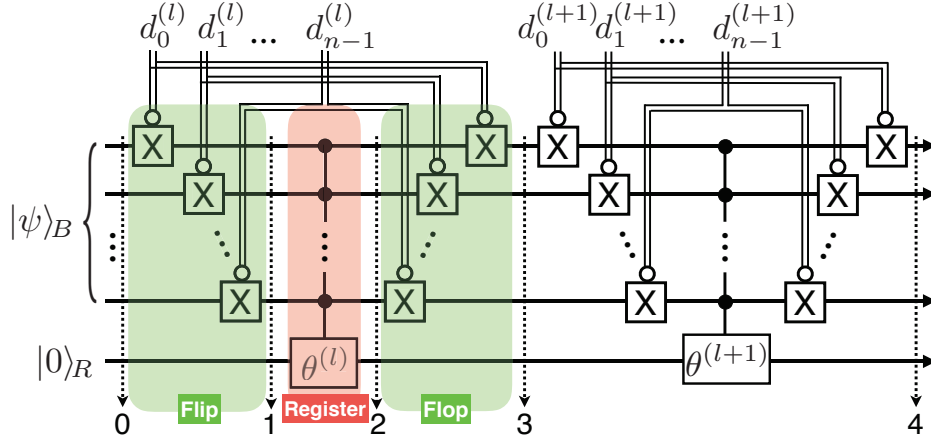 d_0^{(l)} d_1^{(l)} ... d_{n-1}^{(l)} d_0^{(l+1)} d_1^{(l+1)} ... d_{n-1}^{(l+1)}
X X X X
X X X X
|ψ⟩_B
X X X X
|0⟩_R θ^{(l)} θ^{(l+1)}
Flip Register Flop
0 1 2 3 4